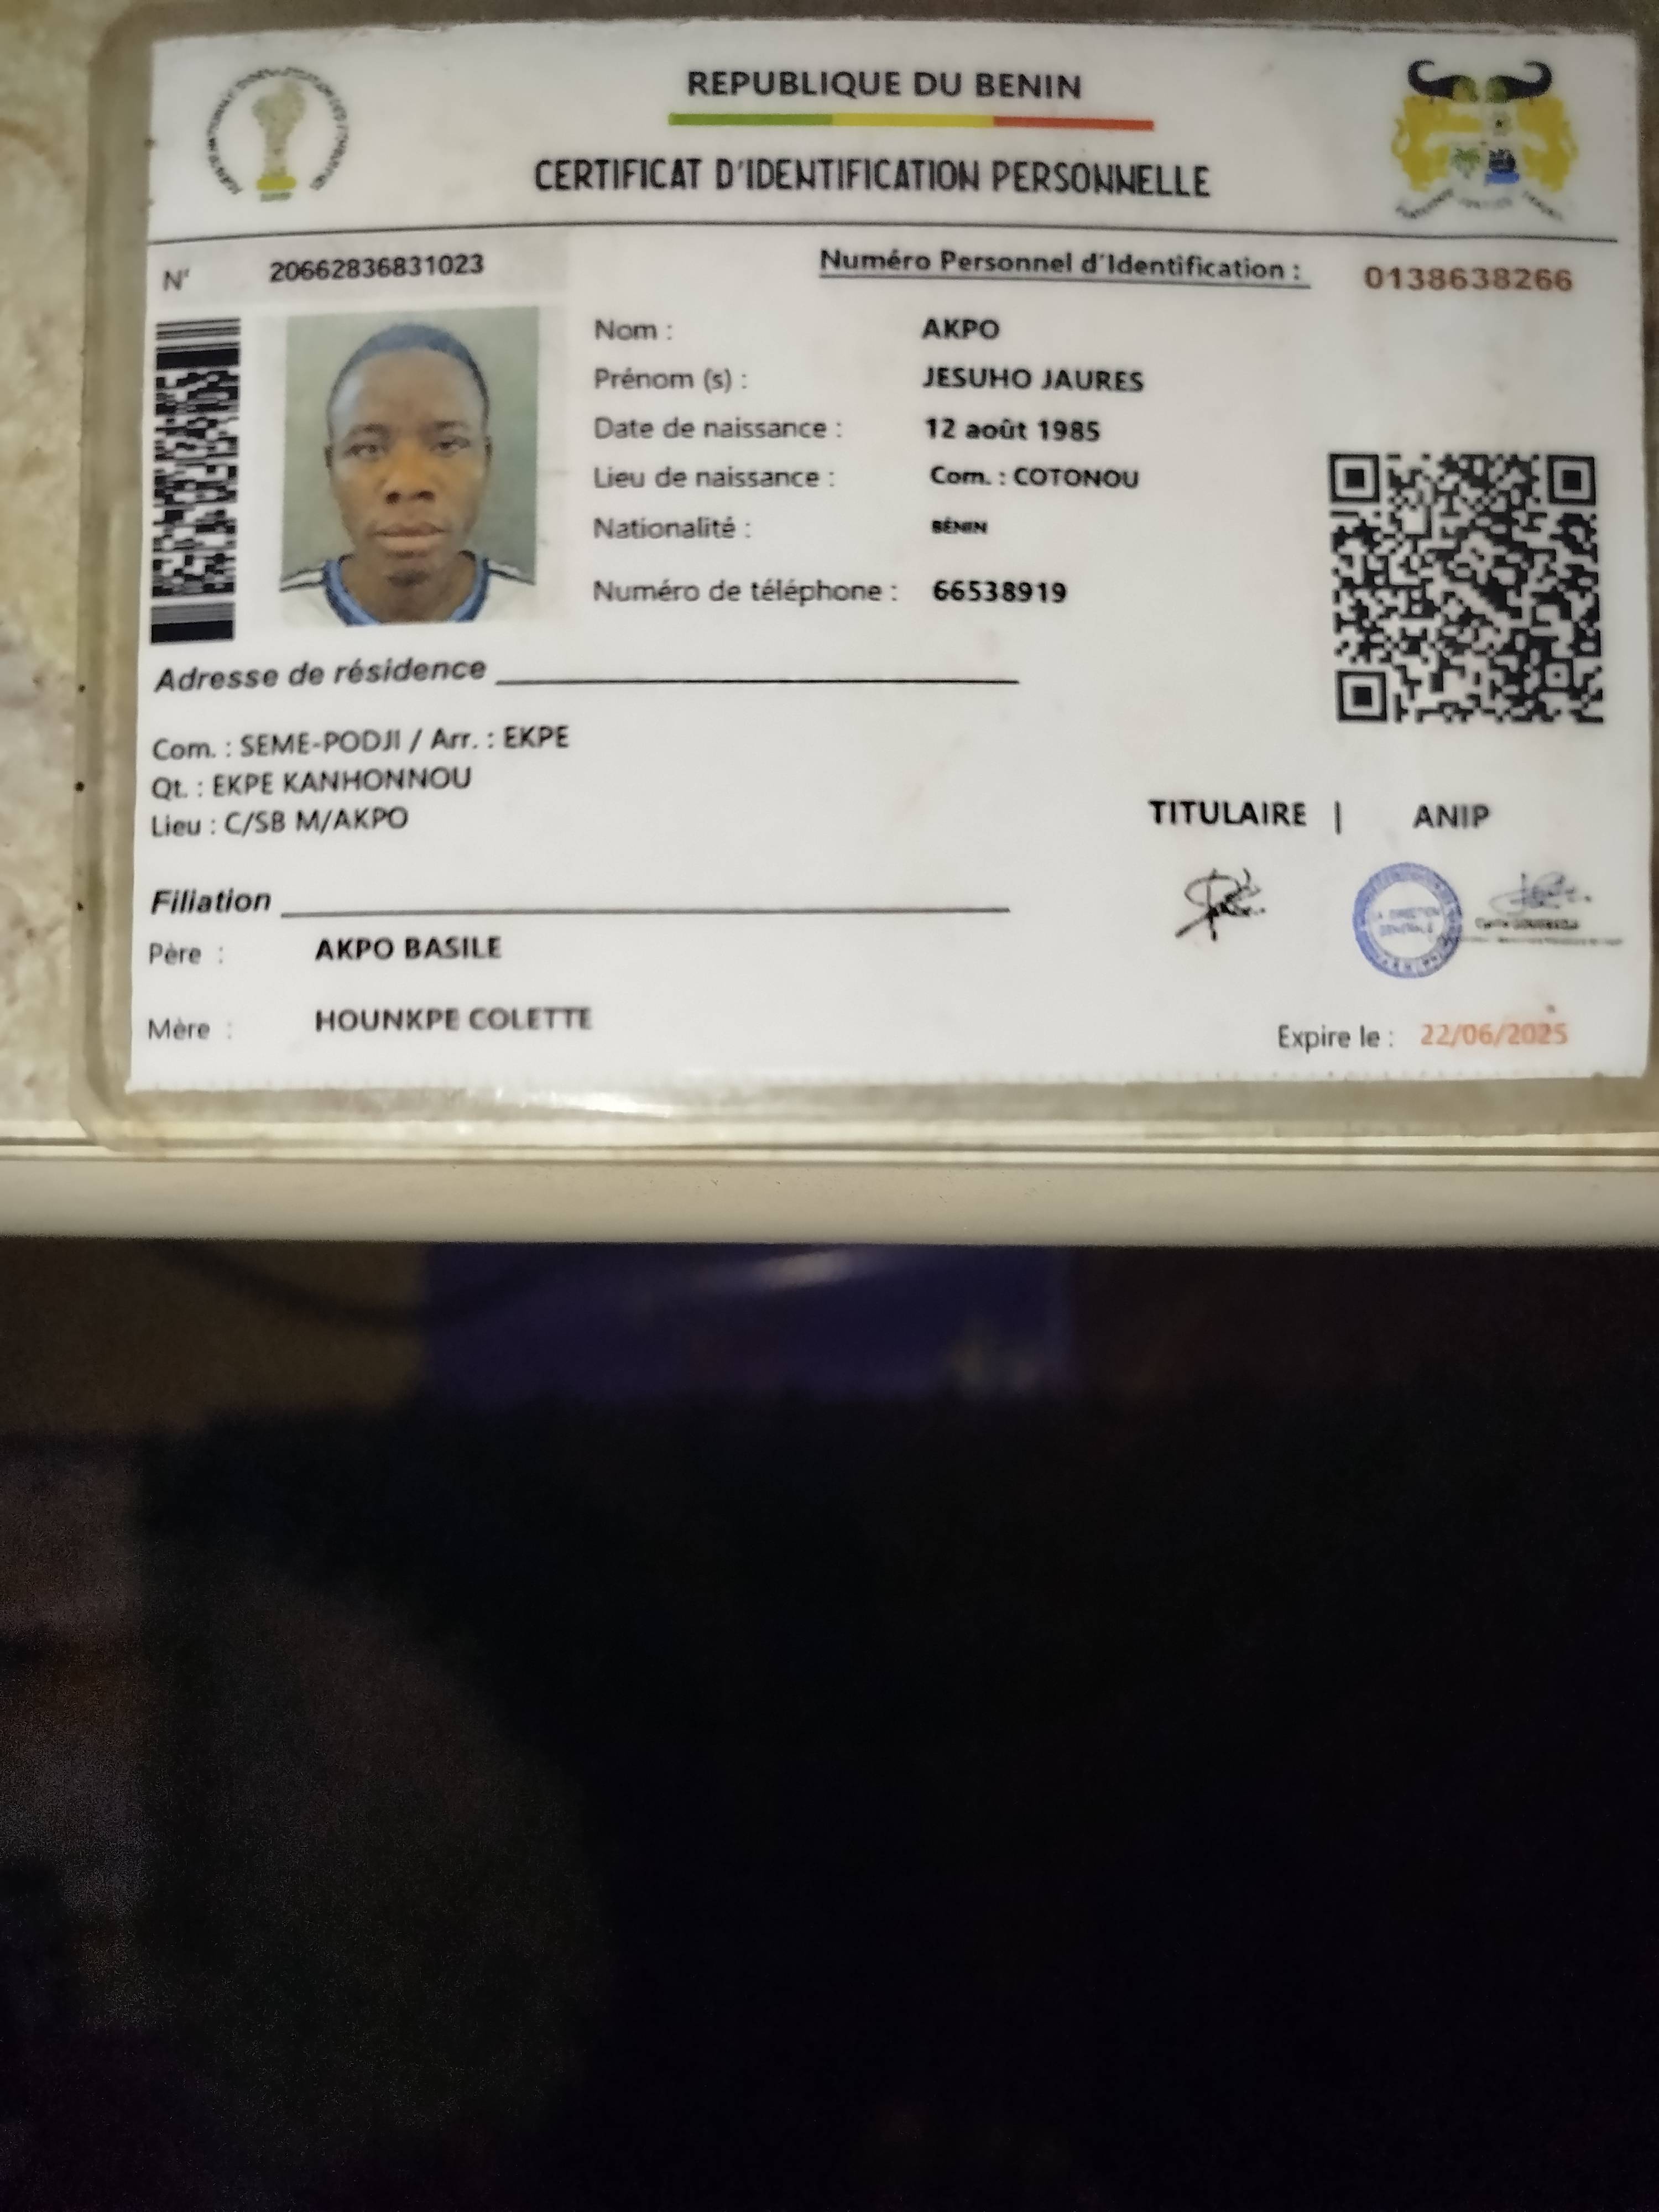 REPUBLIQUE DU BENIN
CERTIFICAT D'IDENTIFICATION PERSONNELLE
N° 20662836831023
Numéro Personnel d'Identification : 0138638266
Nom : AKPO
Prénom (s) : JESUHO JAURES
Date de naissance : 12 août 1985
Lieu de naissance : Com. : COTONOU
Nationalité : BÉNIN
Numéro de téléphone : 66538919
Adresse de résidence
Com. : SEME-PODJI / Arr. : EKPE
Qt. : EKPE KANHONNOU
Lieu : C/SB M/AKPO
TITULAIRE | ANIP
LA DIRECTION
GENERALE
Filiation
Père : AKPO BASILE
Mère : HOUNKPE COLETTE
Expire le : 22/06/2025